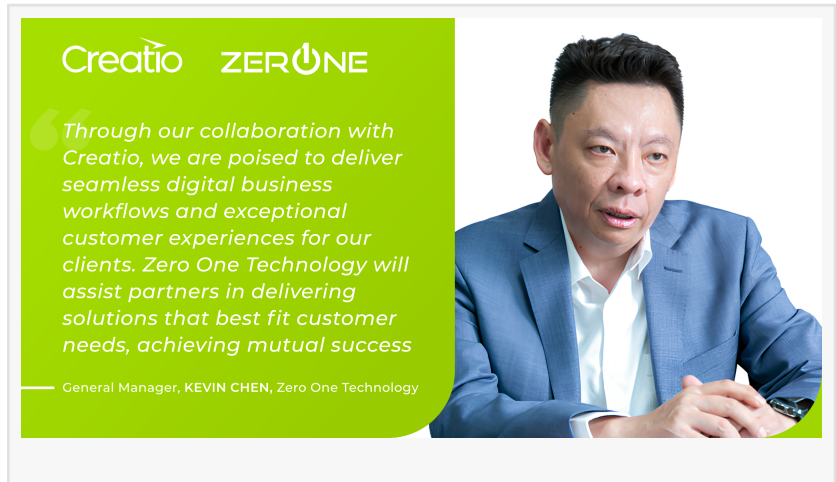 Creatio ZERONE
Through our collaboration with
Creatio, we are poised to deliver
seamless digital business
workflows and exceptional
customer experiences for our
clients. Zero One Technology will
assist partners in delivering
solutions that best fit customer
needs, achieving mutual success
General Manager, KEVIN CHEN, Zero One Technology